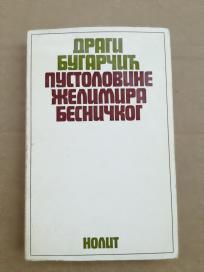 ДРАГИ
БУГАРЧИЋ
ПУСТОЛОВИНЕ
ЖЕЛИМИРА
БЕСНИЧКОГ
НОЛИТ